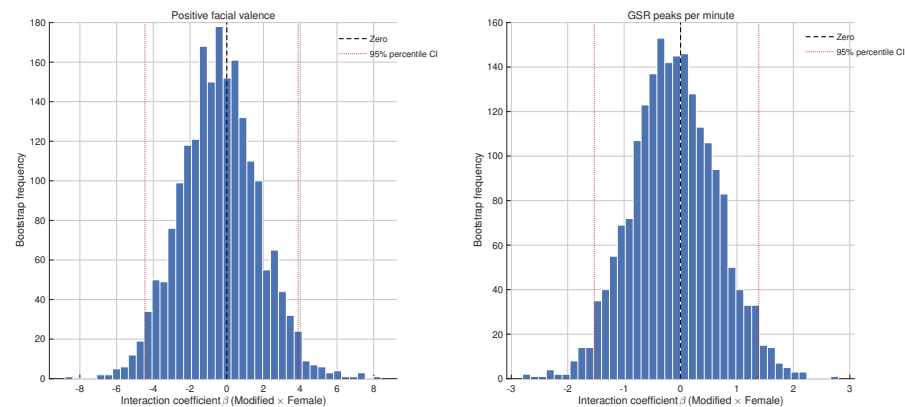 Positive facial valence
180
160
140
120
100
80
60
40
20
0
Bootstrap frequency
Zero
95% percentile CI
-8 -6 -4 -2 0 2 4 6 8
Interaction coefficient β (Modified × Female)
GSR peaks per minute
160
140
120
100
80
60
40
20
0
Bootstrap frequency
Zero
95% percentile CI
-3 -2 -1 0 1 2 3
Interaction coefficient β (Modified × Female)